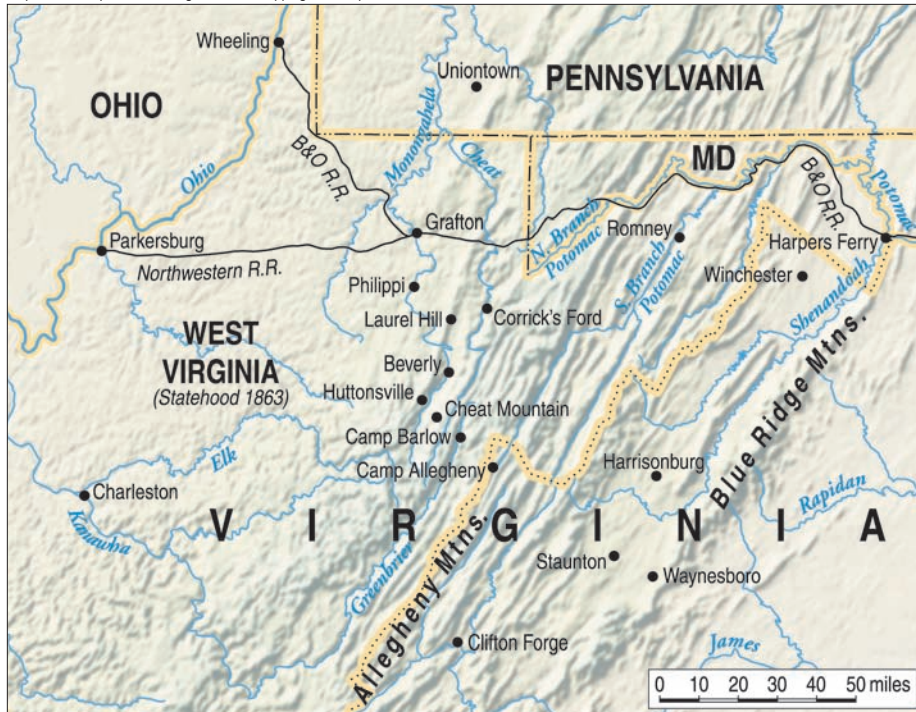 Wheeling
Uniontown
PENNSYLVANIA
OHIO
Monongahela
Cheat
MD
B&O R.R.
B&O R.R.
Ohio
Potomac
Grafton
N. Branch
Potomac
Romney
Harpers Ferry
Parkersburg
Northwestern R.R.
S. Branch
Potomac
Winchester
Philippi
Shenandoah
Laurel Hill
Corrick's Ford
WEST
VIRGINIA
(Statehood 1863)
Beverly
Huttonsville
Cheat Mountain
Camp Barlow
Blue Ridge Mtns.
Elk
Camp Allegheny
Harrisonburg
Charleston
Rapidan
Kanawha
VIRGINIA
Greenbrier
Allegheny Mtns.
Staunton
Waynesboro
Clifton Forge
James
0 10 20 30 40 50 miles